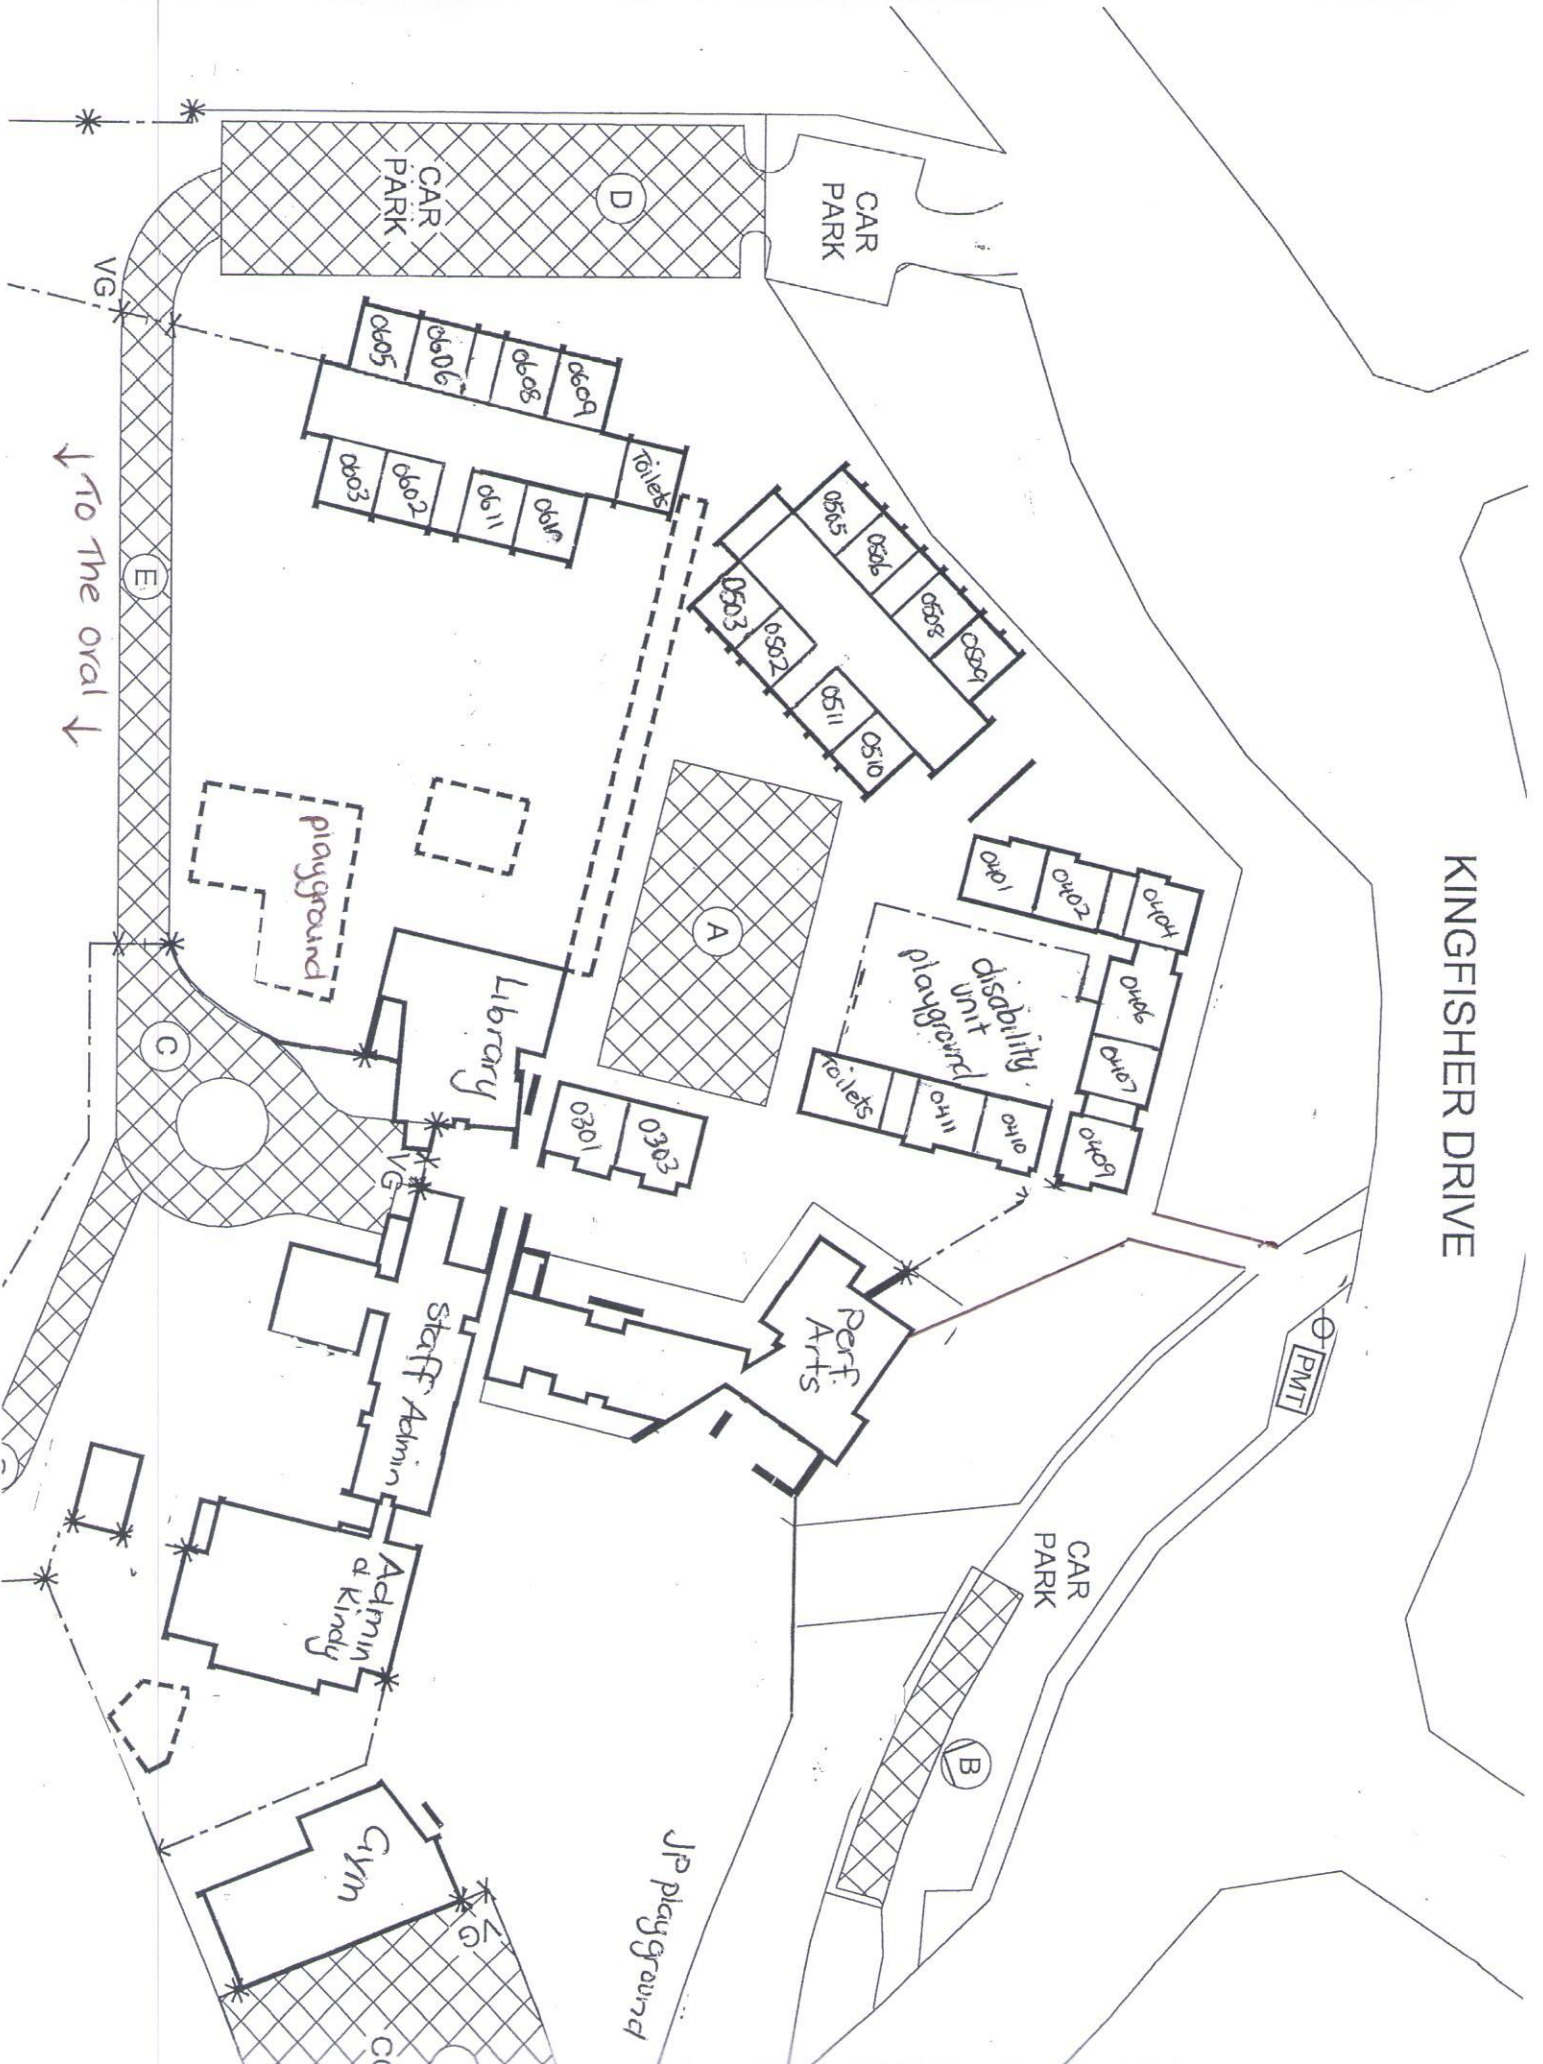 KINGFISHER DRIVE
PMT
CAR
PARK
B
CAR
PARK
D
CAR
PARK
VG
0605
0606
0608
0609
Toilets
0603
0602
0611
0505
0506
0508
0509
0503
0502
0511
0510
0401
0402
0404
0406
0407
0409
0410
0411
Toilets
disability
unit
playground
A
0301
0303
Library
playground
E
↓ To The oral ↓
C
VG
Perf.
Arts
Staff Admin
Admin
& Kindy
Gym
VG
JP playground